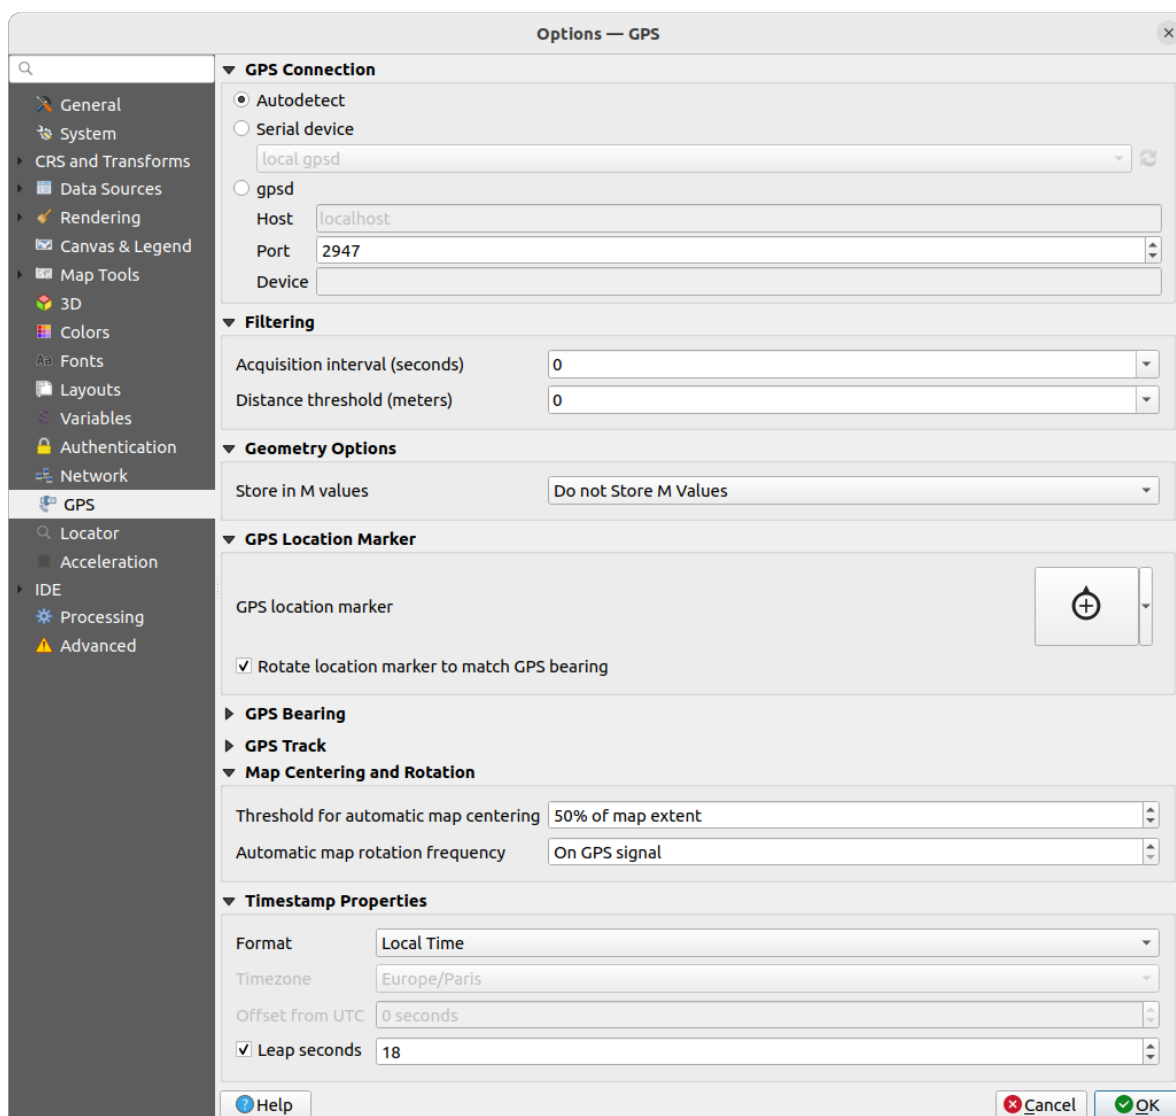 Options — GPS
General
System
CRS and Transforms
Data Sources
Rendering
Canvas & Legend
Map Tools
3D
Colors
Aa Fonts
Layouts
Variables
Authentication
Network
GPS
Locator
Acceleration
IDE
Processing
Advanced
GPS Connection
Autodetect
Serial device
local gpsd
gpsd
Host localhost
Port 2947
Device
Filtering
Acquisition interval (seconds) 0
Distance threshold (meters) 0
Geometry Options
Store in M values Do not Store M Values
GPS Location Marker
GPS location marker
Rotate location marker to match GPS bearing
GPS Bearing
GPS Track
Map Centering and Rotation
Threshold for automatic map centering 50% of map extent
Automatic map rotation frequency On GPS signal
Timestamp Properties
Format Local Time
Timezone Europe/Paris
Offset from UTC 0 seconds
Leap seconds 18
Help Cancel OK